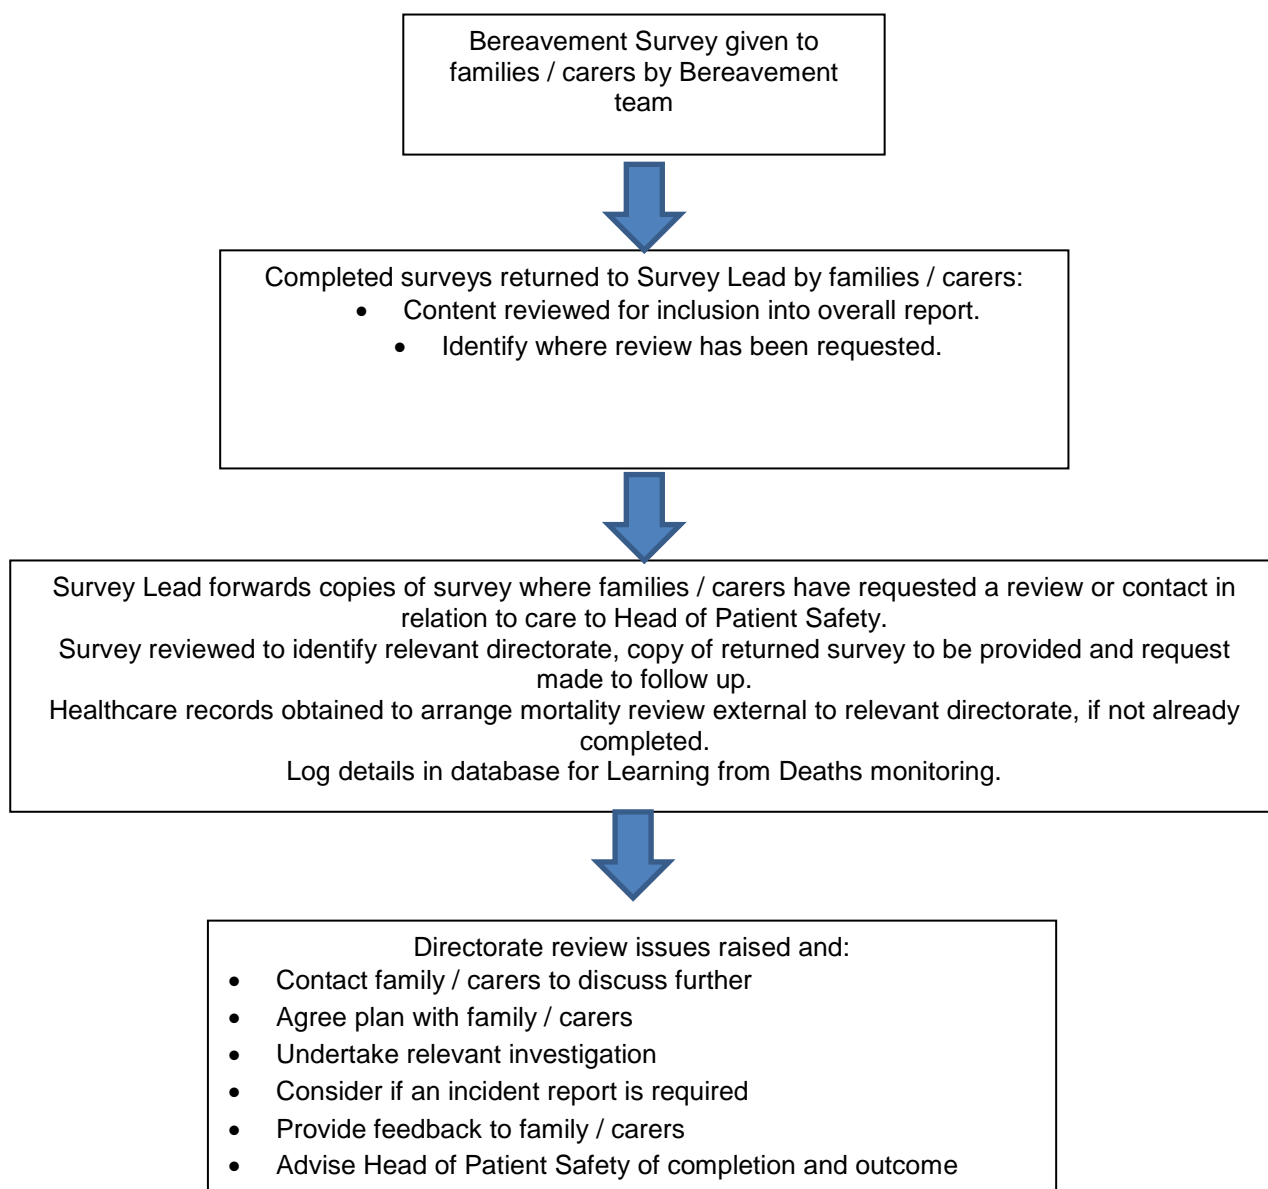 Bereavement Survey given to
families / carers by Bereavement
team
Completed surveys returned to Survey Lead by families / carers:
• Content reviewed for inclusion into overall report.
• Identify where review has been requested.
Survey Lead forwards copies of survey where families / carers have requested a review or contact in
relation to care to Head of Patient Safety.
Survey reviewed to identify relevant directorate, copy of returned survey to be provided and request
made to follow up.
Healthcare records obtained to arrange mortality review external to relevant directorate, if not already
completed.
Log details in database for Learning from Deaths monitoring.
Directorate review issues raised and:
• Contact family / carers to discuss further
• Agree plan with family / carers
• Undertake relevant investigation
• Consider if an incident report is required
• Provide feedback to family / carers
• Advise Head of Patient Safety of completion and outcome